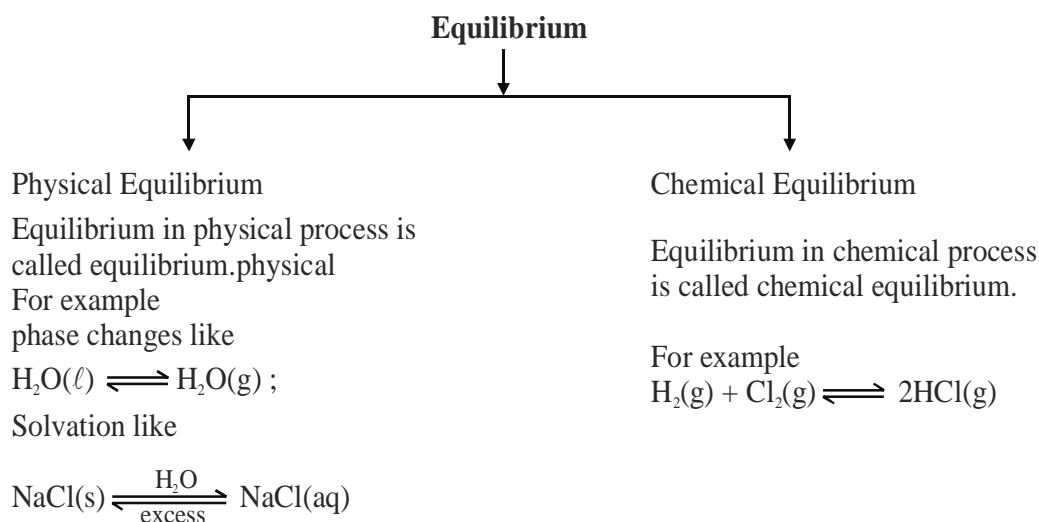 Equilibrium
Physical Equilibrium
Equilibrium in physical process is
called equilibrium.physical
For example
phase changes like
H₂O(ℓ) ⇌ H₂O(g) ;
Solvation like
NaCl(s) ⇌ NaCl(aq)
H₂O
excess
Chemical Equilibrium
Equilibrium in chemical process
is called chemical equilibrium.
For example
H₂(g) + Cl₂(g) ⇌ 2HCl(g)